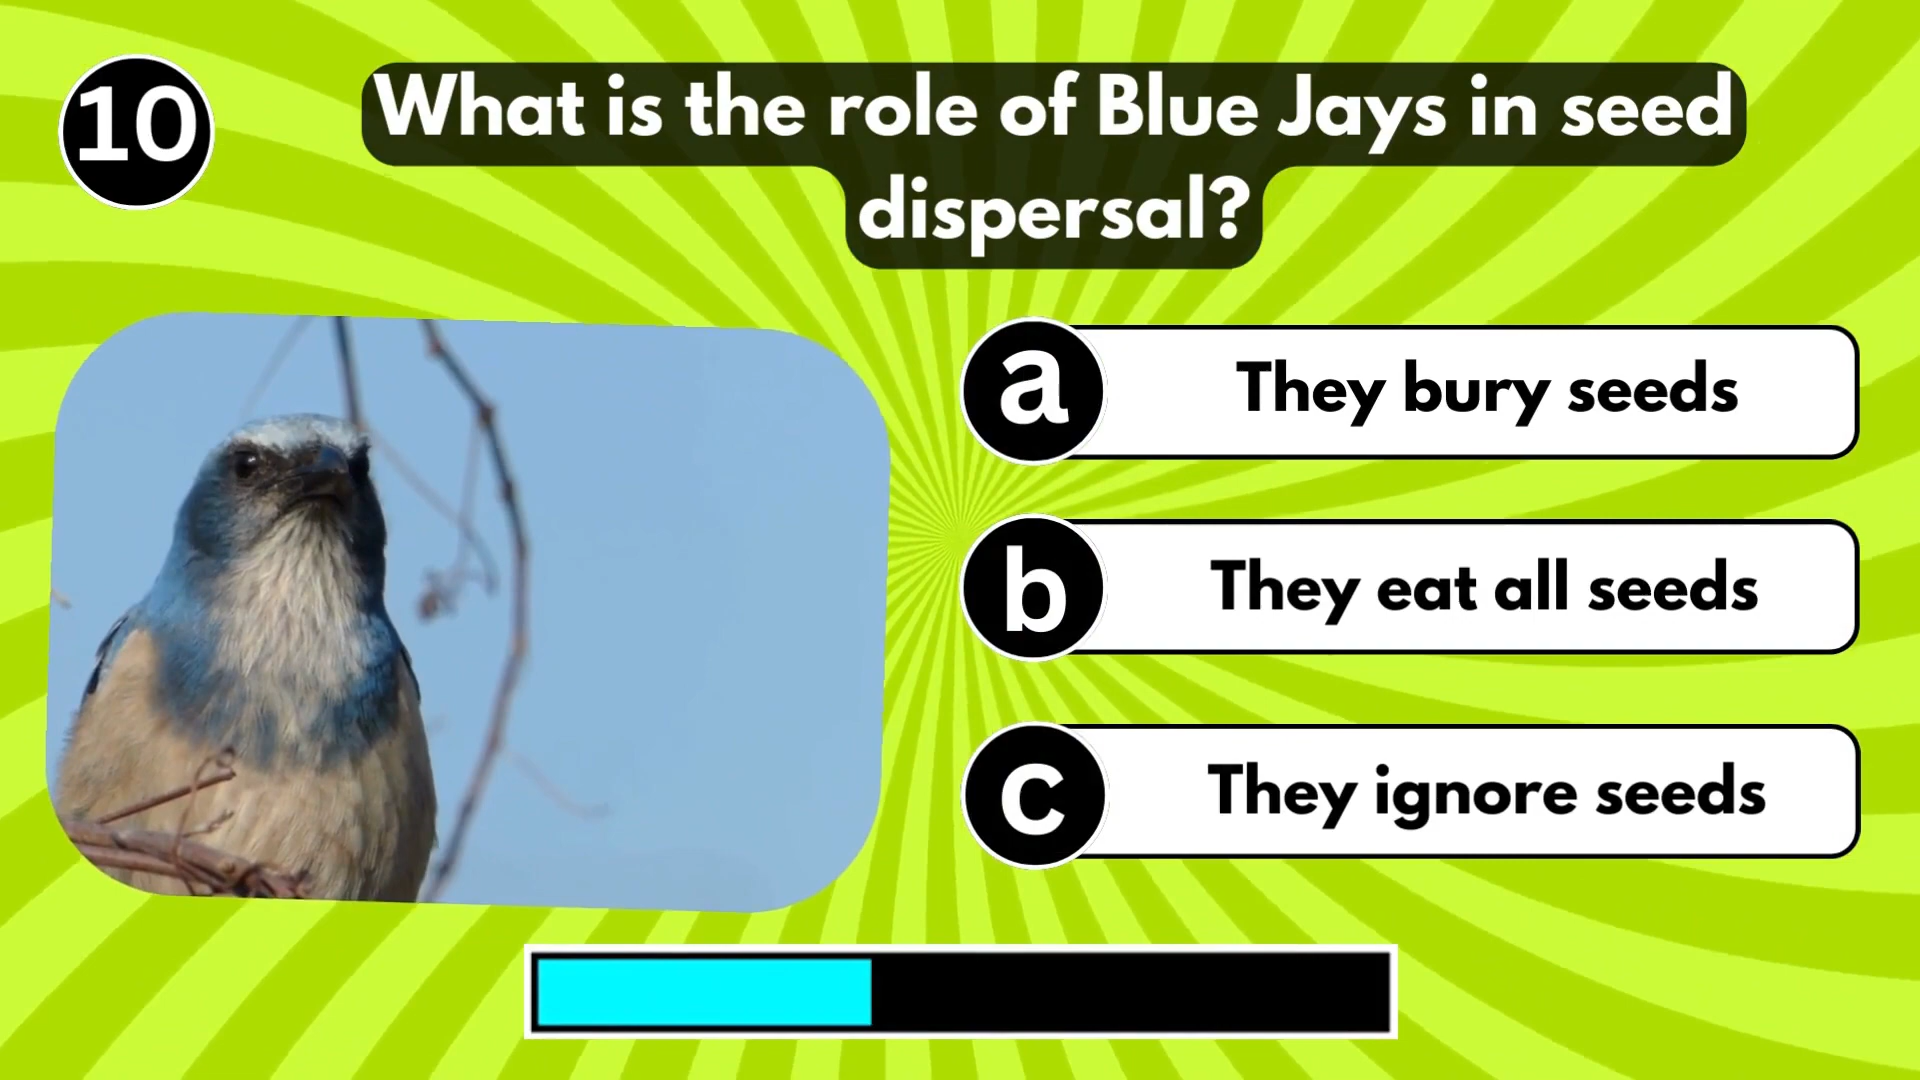 10
What is the role of Blue Jays in seed
dispersal?
a They bury seeds
b They eat all seeds
c They ignore seeds